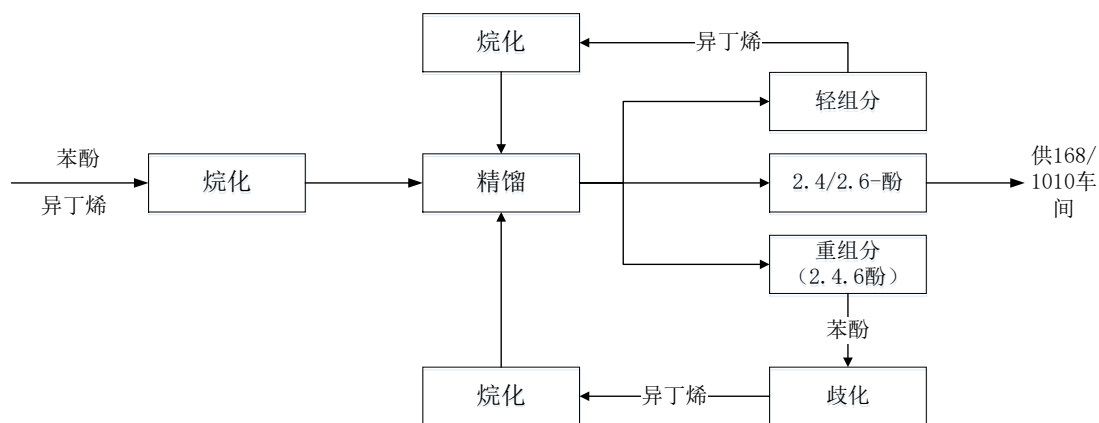 烷化
异丁烯
轻组分
苯酚
异丁烯
烷化
精馏
2.4/2.6-酚
供168/
1010车
间
重组分
（2.4.6酚）
苯酚
烷化
异丁烯
歧化